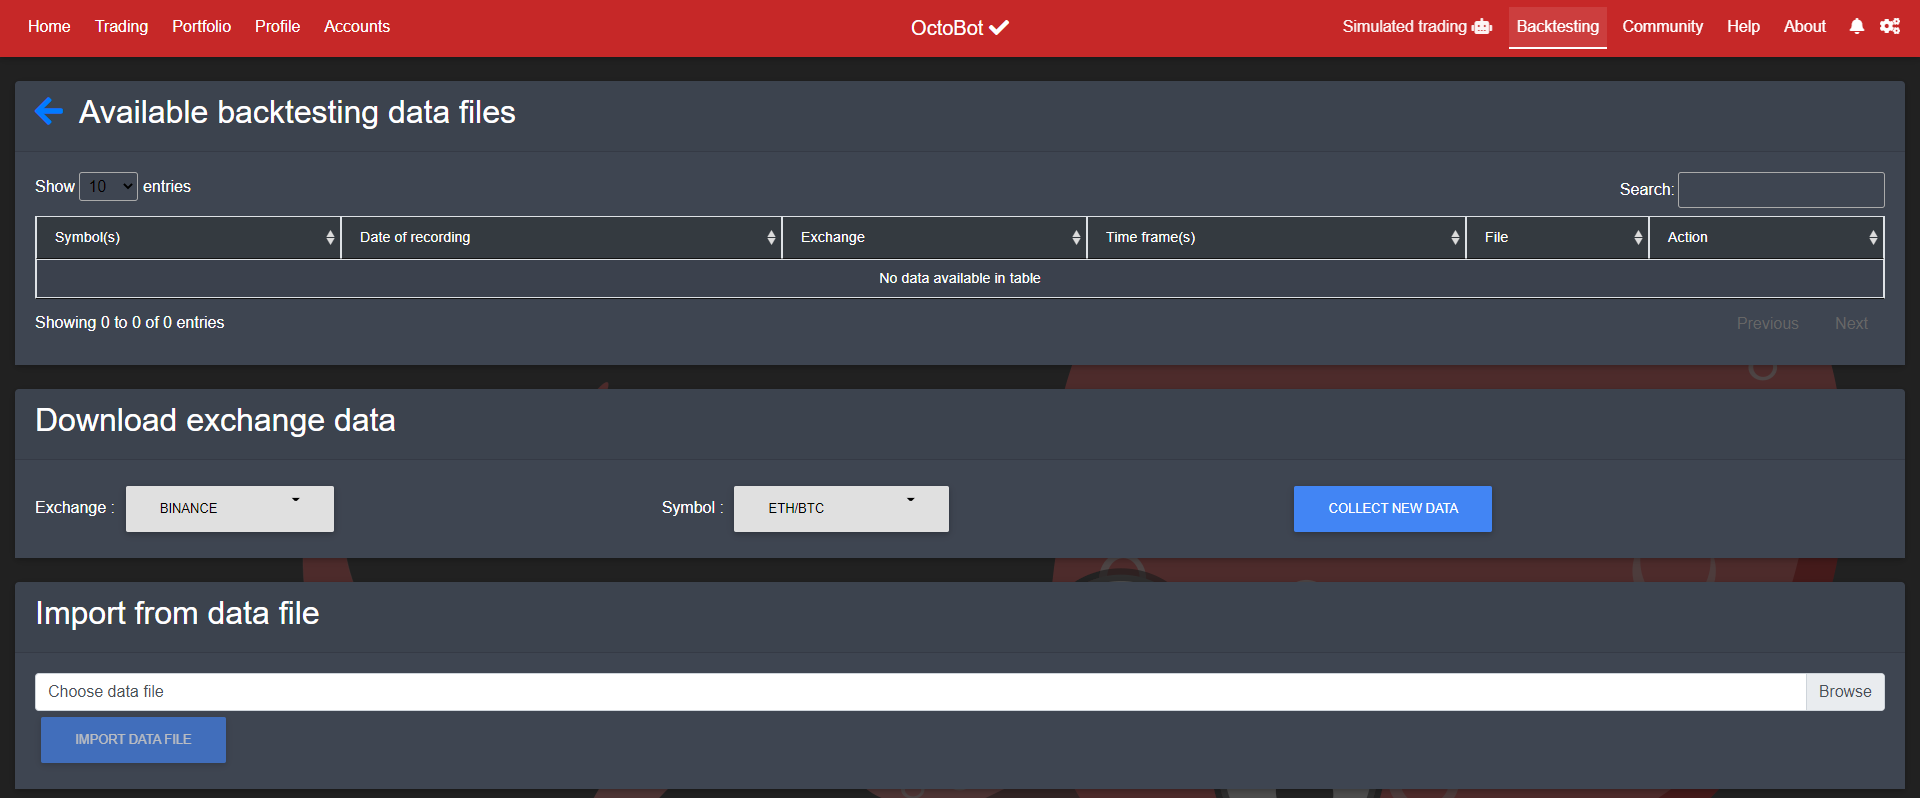 Home Trading Portfolio Profile Accounts OctoBot Simulated trading Backtesting Community Help About
Available backtesting data files
Show 10 entries Search:
Symbol(s) Date of recording Exchange Time frame(s) File Action
No data available in table
Showing 0 to 0 of 0 entries Previous Next
Download exchange data
Exchange : BINANCE Symbol : ETH/BTC COLLECT NEW DATA
Import from data file
Choose data file Browse
IMPORT DATA FILE